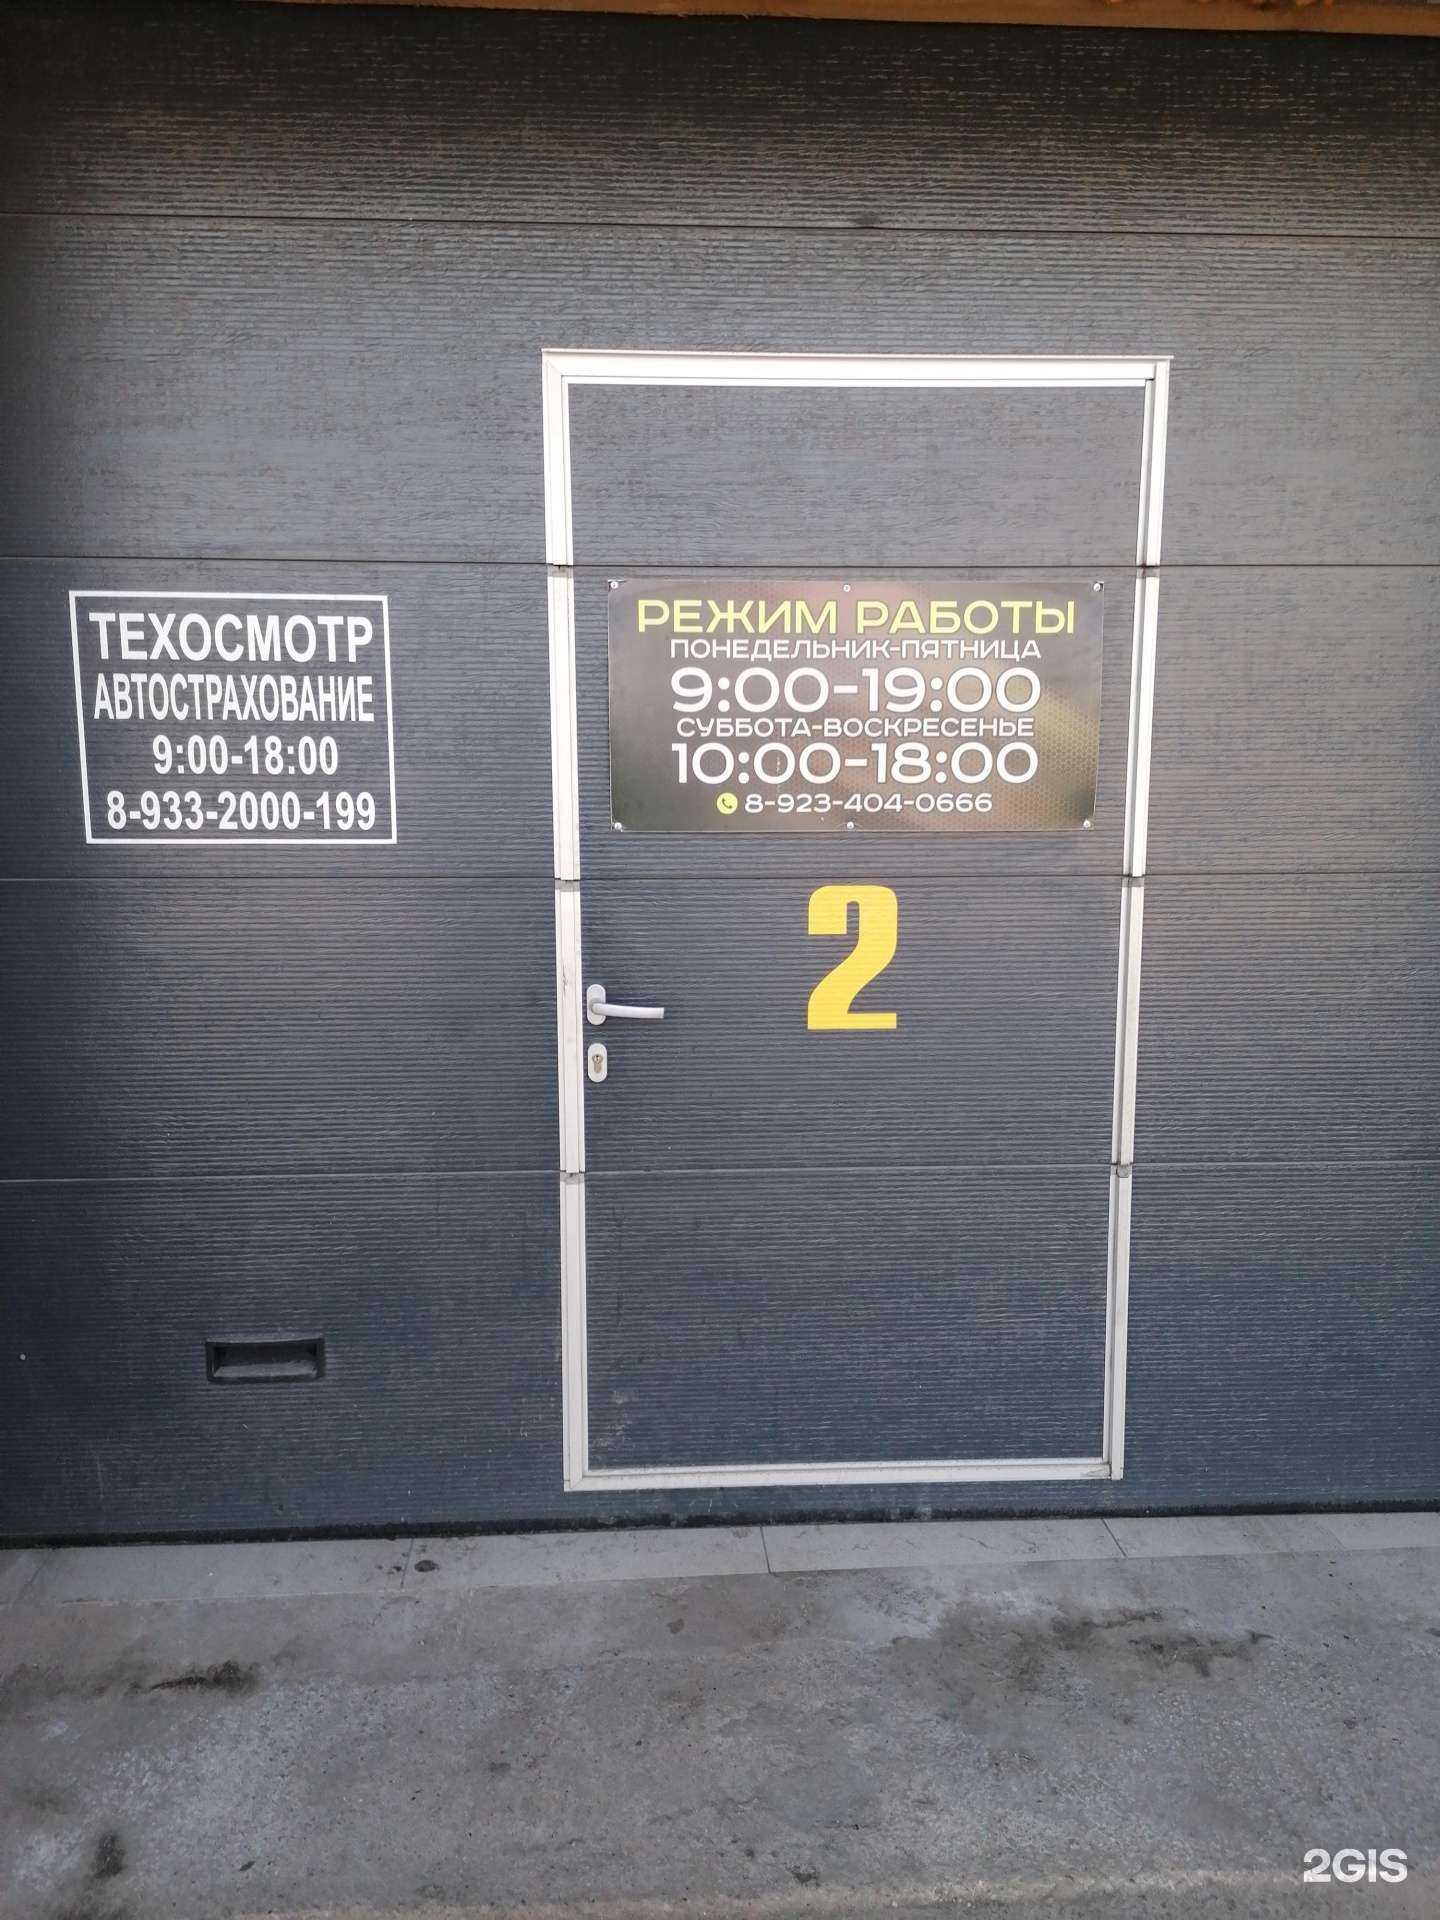 ТЕХОСМОТР
АВТОСТРАХОВАНИЕ
9:00-18:00
8-933-2000-199
РЕЖИМ РАБОТЫ
ПОНЕДЕЛЬНИК-ПЯТНИЦА
9:00-19:00
СУББОТА-ВОСКРЕСЕНЬЕ
10:00-18:00
8-923-404-0666
2
2GIS